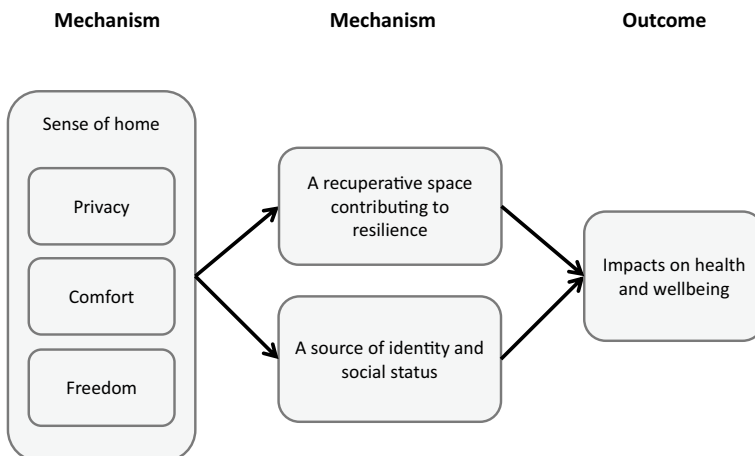 Mechanism
Mechanism
Outcome
Sense of home
Privacy
Comfort
Freedom
A recuperative space
contributing to
resilience
A source of identity and
social status
Impacts on health
and wellbeing